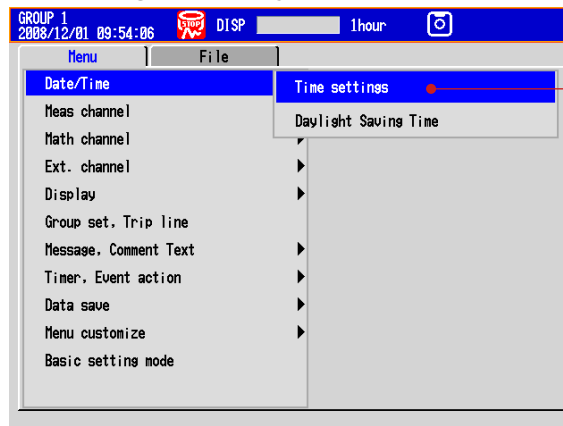 GROUP 1
2008/12/01 09:54:06 STOP DISP 1hour
Menu File
Date/Time
Time settings
Meas channel
Daylight Saving Time
Math channel
Ext. channel
Display
Group set, Trip line
Message, Comment Text
Timer, Event action
Data save
Menu customize
Basic setting mode